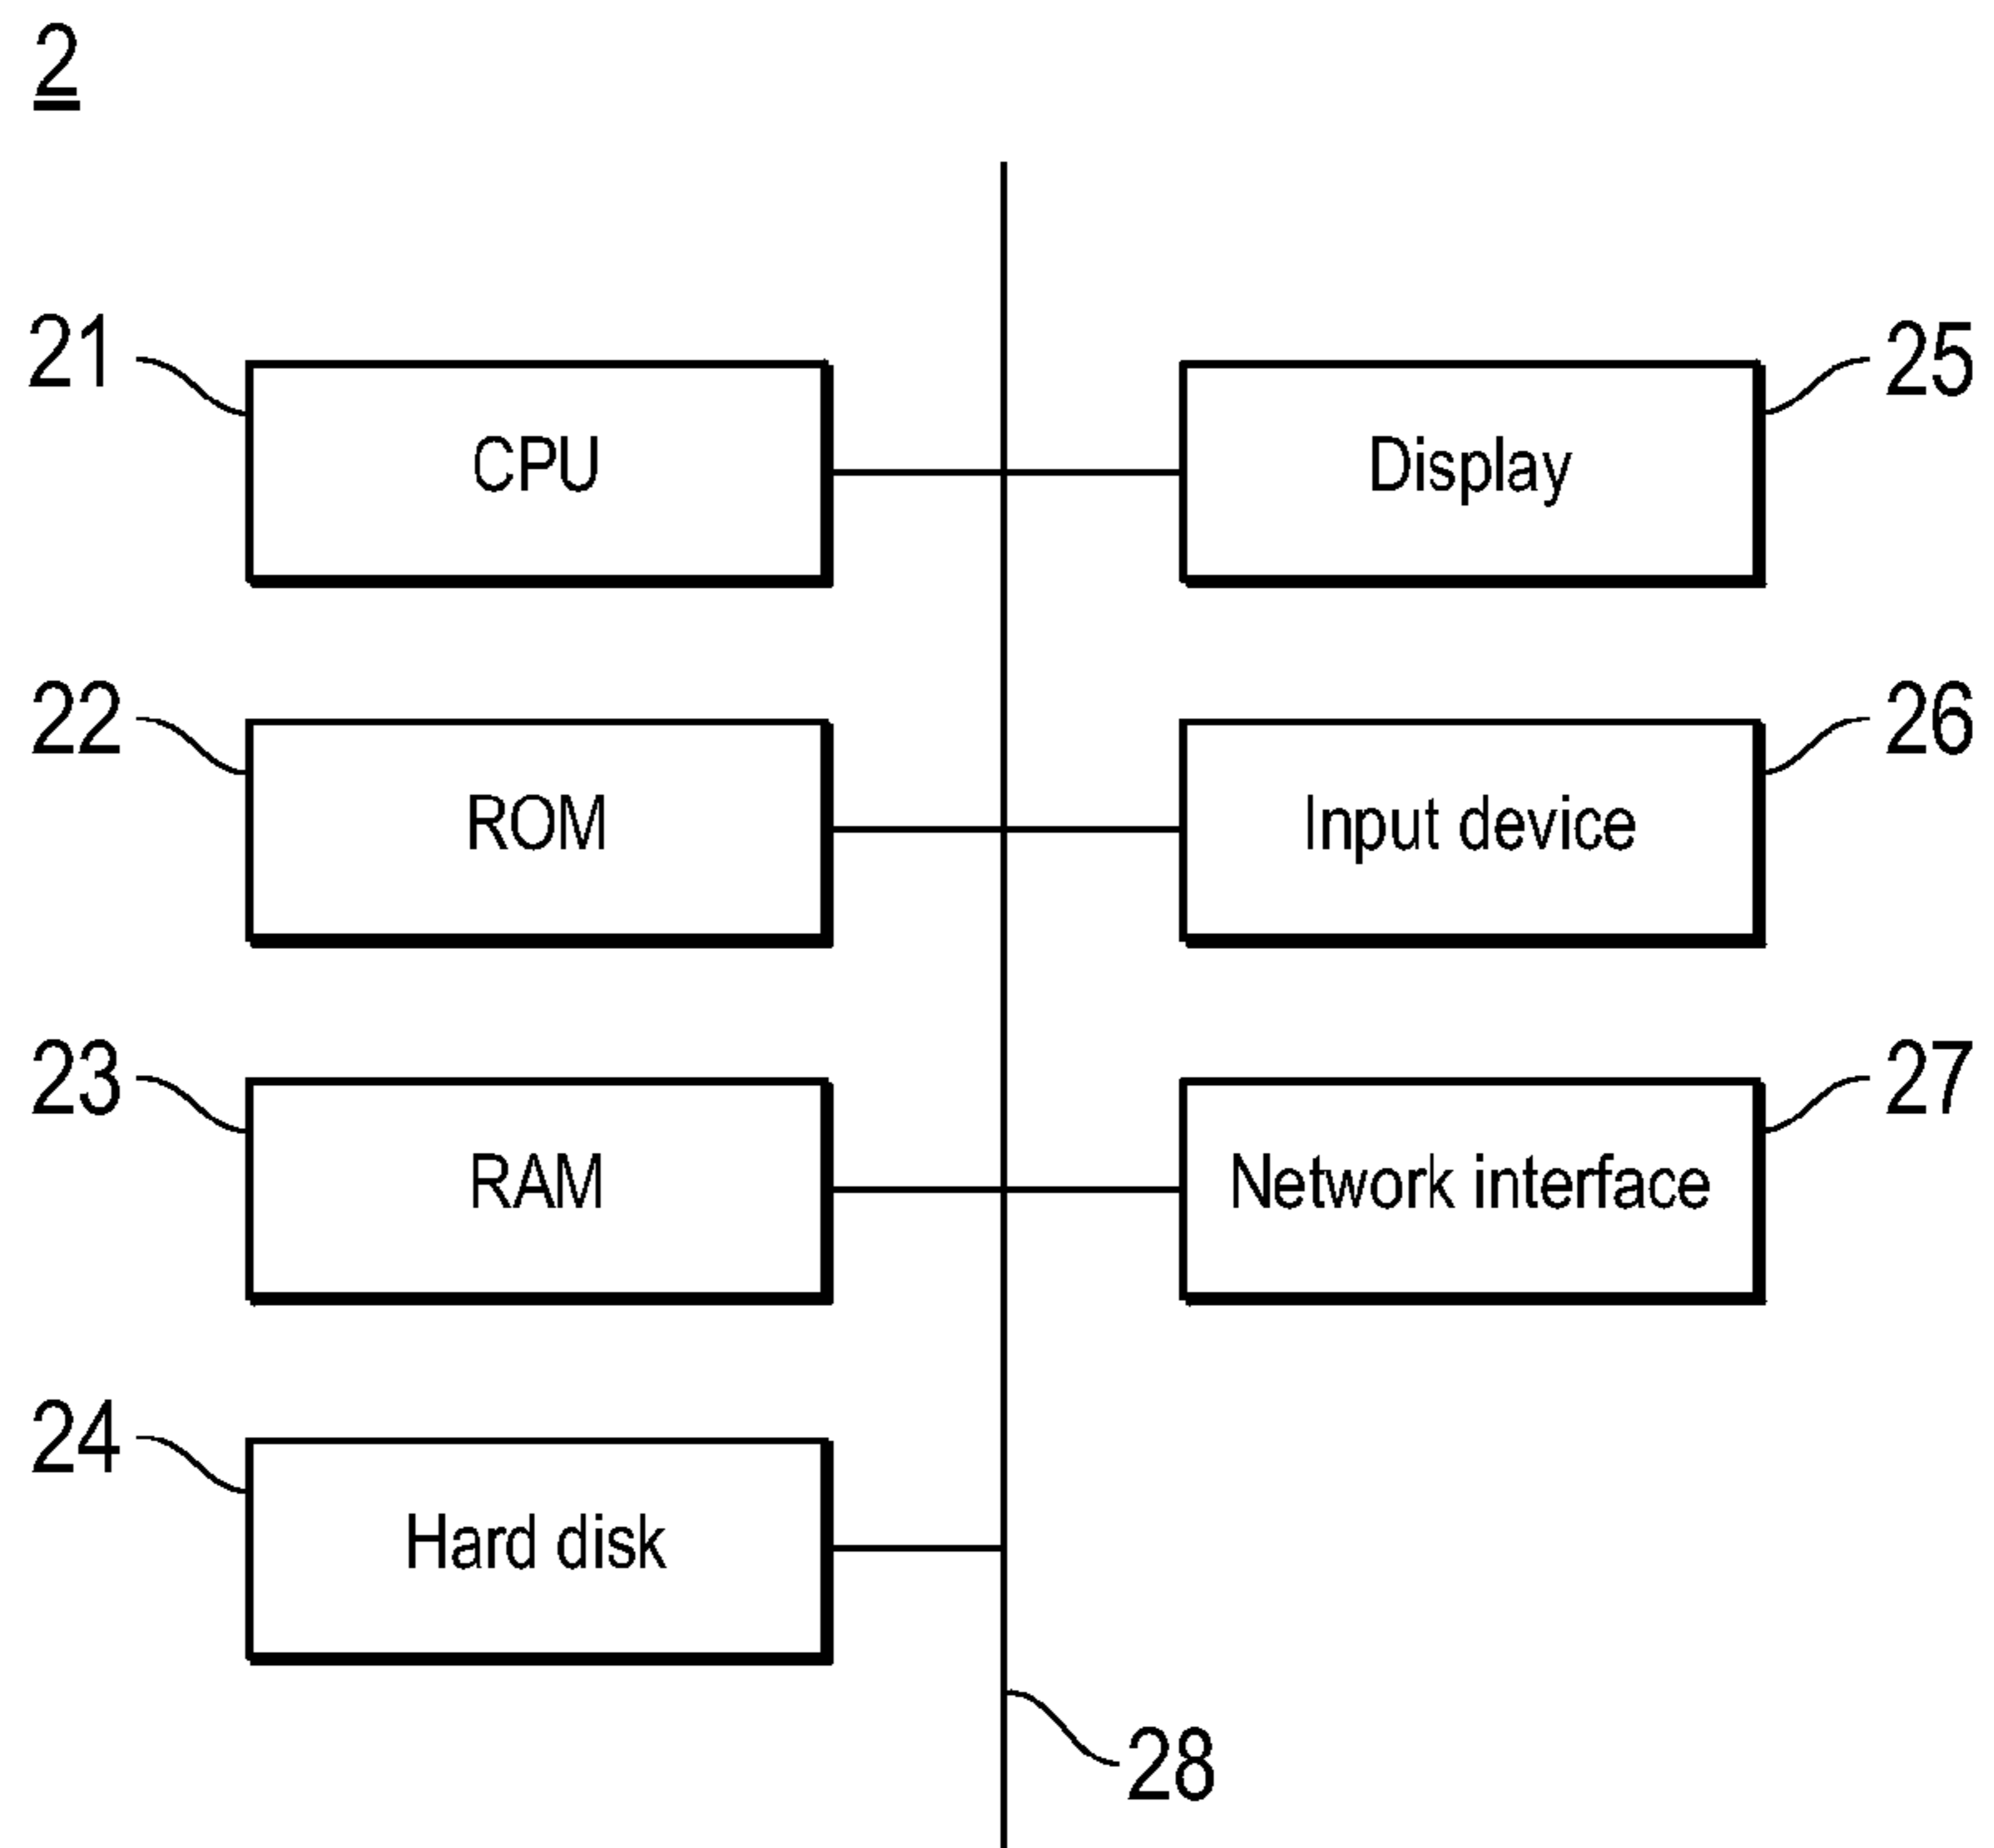 2
21
CPU
25
Display
22
ROM
26
Input device
23
RAM
27
Network interface
24
Hard disk
28